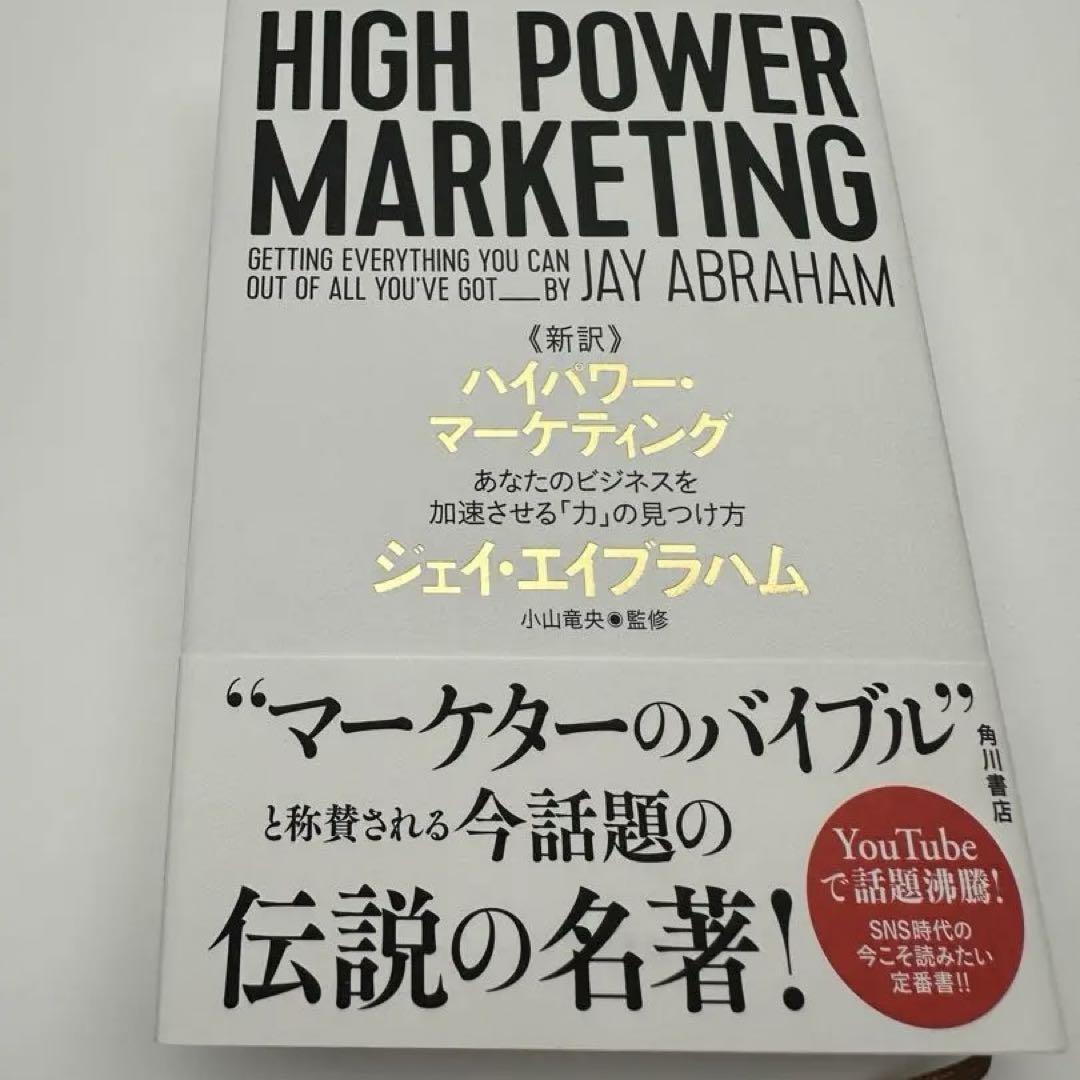 HIGH POWER
MARKETING
GETTING EVERYTHING YOU CAN
OUT OF ALL YOU'VE GOT__BY JAY ABRAHAM
《新訳》
ハイパワー・
マーケティング
あなたのビジネスを
加速させる「力」の見つけ方
ジェイ・エイブラハム
小山竜央◉監修
“マーケターのバイブル”
と称賛される今話題の
伝説の名著!
角川書店
YouTube
で話題沸騰!
SNS時代の
今こそ読みたい
定番書!!